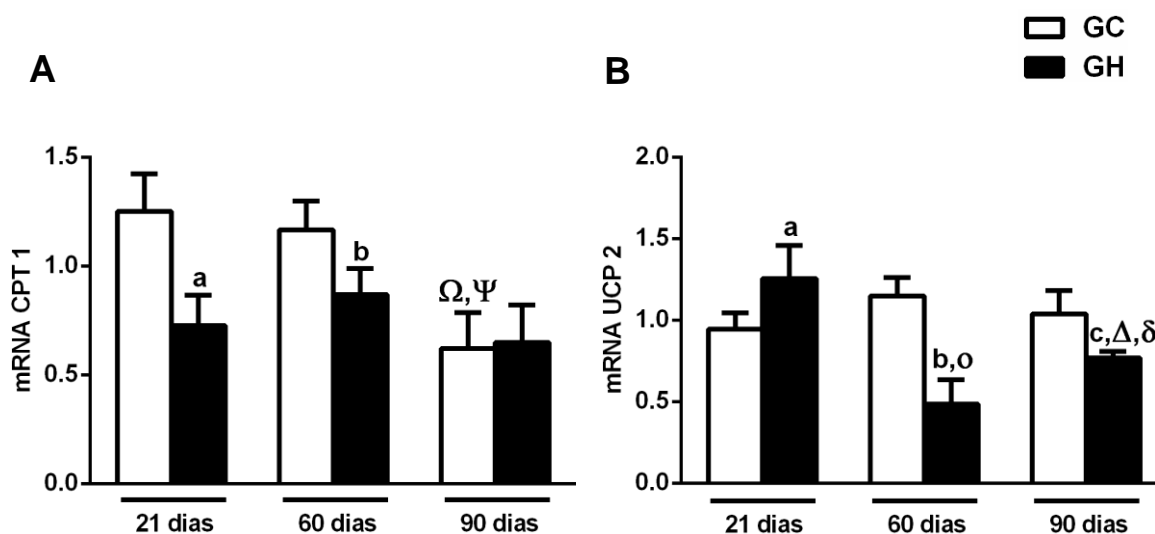 GC
GH
A
mRNA CPT 1
1.5
1.0
0.5
0.0
a
b
Ω,Ψ
21 dias
60 dias
90 dias
B
mRNA UCP 2
2.0
1.5
1.0
0.5
0.0
a
b,o
c,Δ,δ
21 dias
60 dias
90 dias